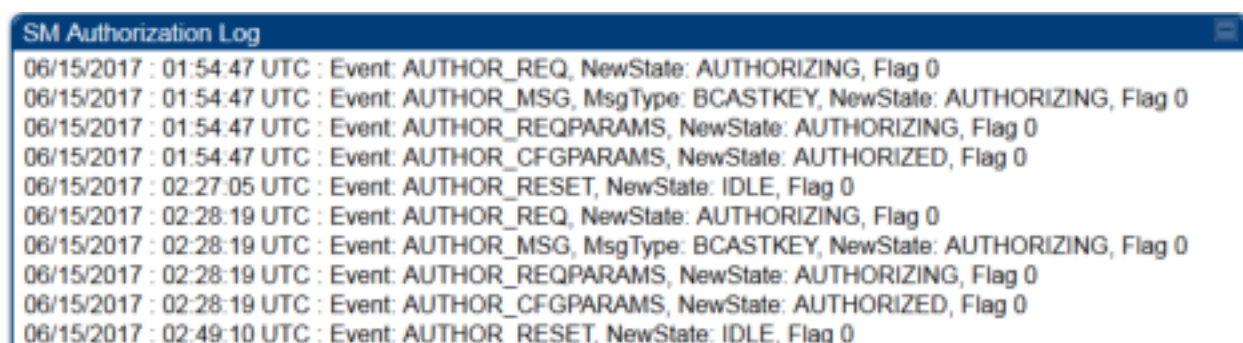 SM Authorization Log
06/15/2017 : 01:54:47 UTC : Event: AUTHOR_REQ, NewState: AUTHORIZING, Flag 0
06/15/2017 : 01:54:47 UTC : Event: AUTHOR_MSG, MsgType: BCASTKEY, NewState: AUTHORIZING, Flag 0
06/15/2017 : 01:54:47 UTC : Event: AUTHOR_REQPARAMS, NewState: AUTHORIZING, Flag 0
06/15/2017 : 01:54:47 UTC : Event: AUTHOR_CFGPARAMS, NewState: AUTHORIZED, Flag 0
06/15/2017 : 02:27:05 UTC : Event: AUTHOR_RESET, NewState: IDLE, Flag 0
06/15/2017 : 02:28:19 UTC : Event: AUTHOR_REQ, NewState: AUTHORIZING, Flag 0
06/15/2017 : 02:28:19 UTC : Event: AUTHOR_MSG, MsgType: BCASTKEY, NewState: AUTHORIZING, Flag 0
06/15/2017 : 02:28:19 UTC : Event: AUTHOR_REQPARAMS, NewState: AUTHORIZING, Flag 0
06/15/2017 : 02:28:19 UTC : Event: AUTHOR_CFGPARAMS, NewState: AUTHORIZED, Flag 0
06/15/2017 : 02:49:10 UTC : Event: AUTHOR_RESET, NewState: IDLE, Flag 0